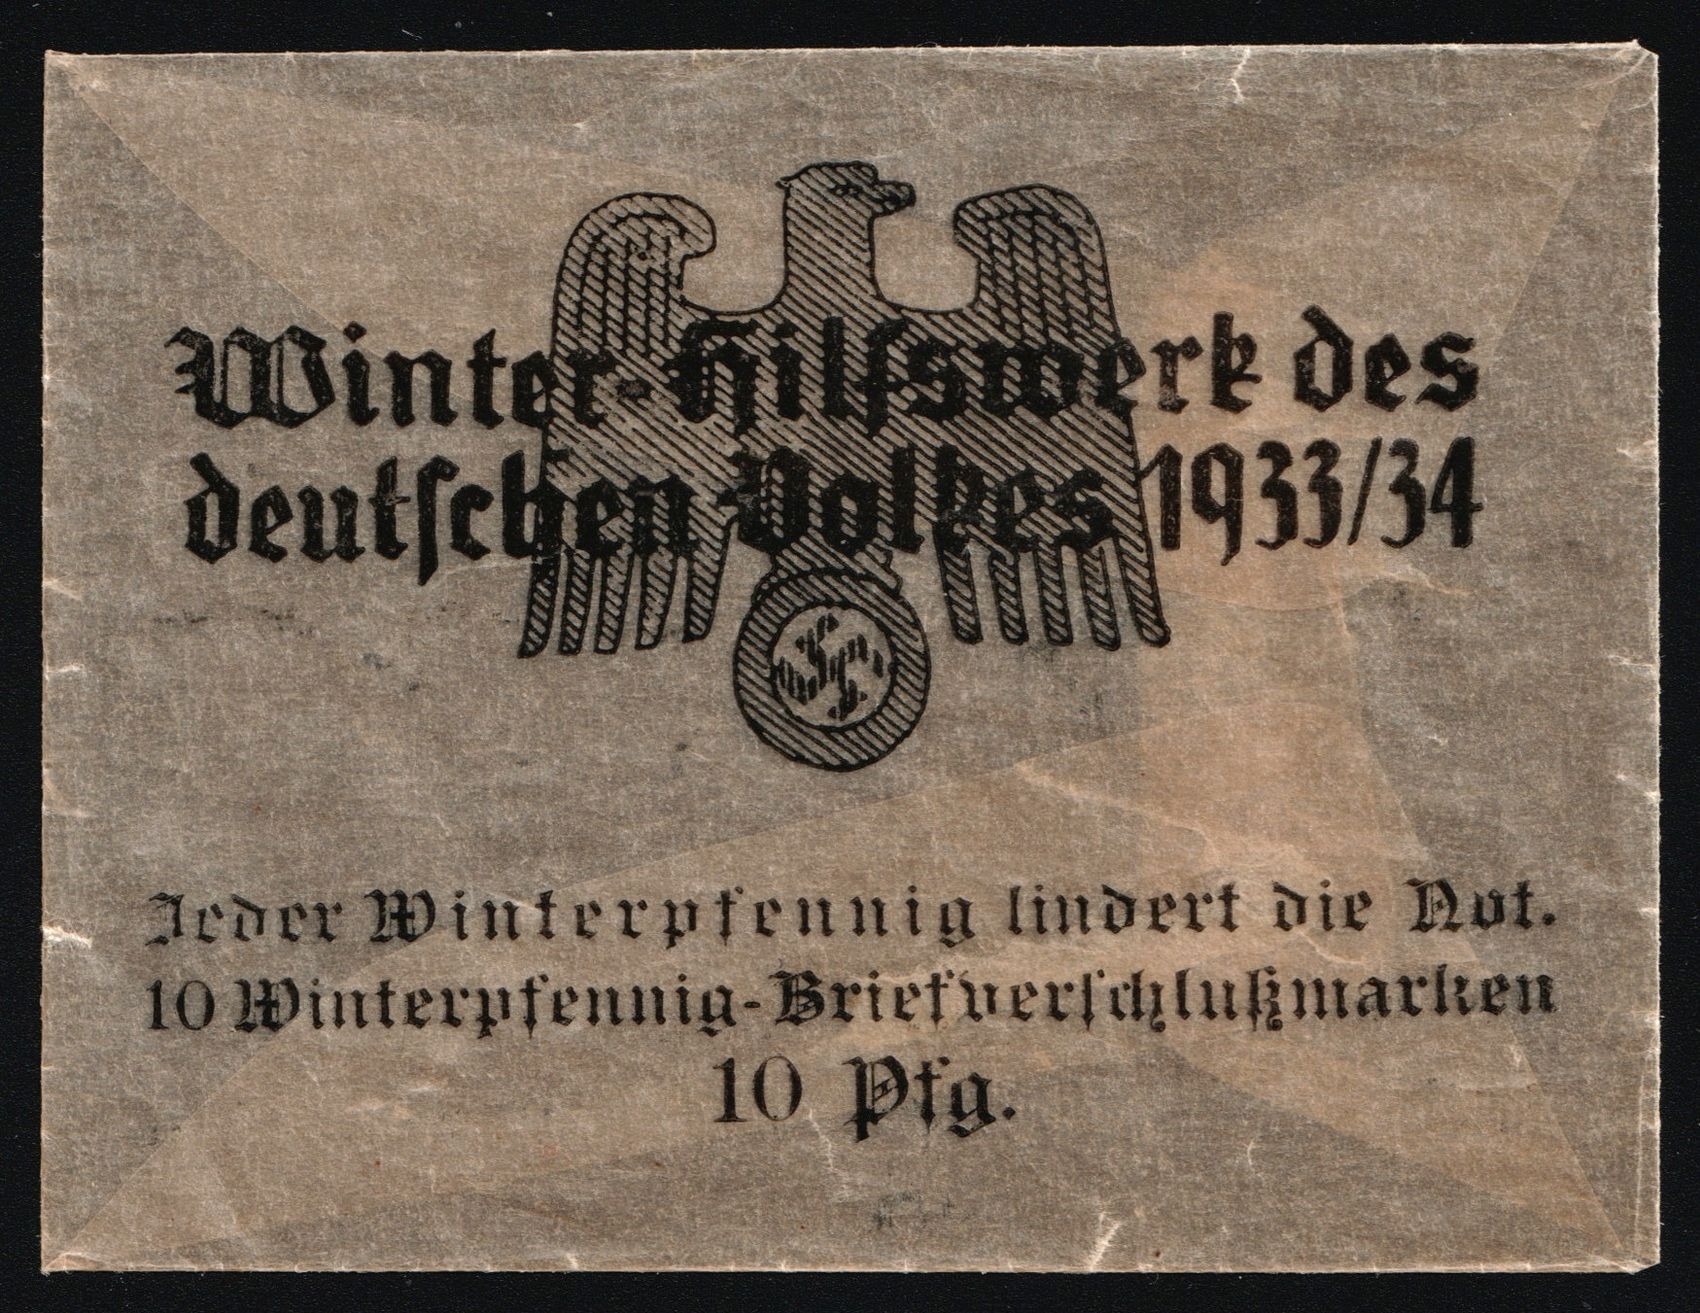 Winter-Hilfswerk des
deutschen Volkes 1933/34
Jeder Winterpfennig lindert die Not.
10 Winterpfennig-Briefverschlußmarken
10 Pfg.